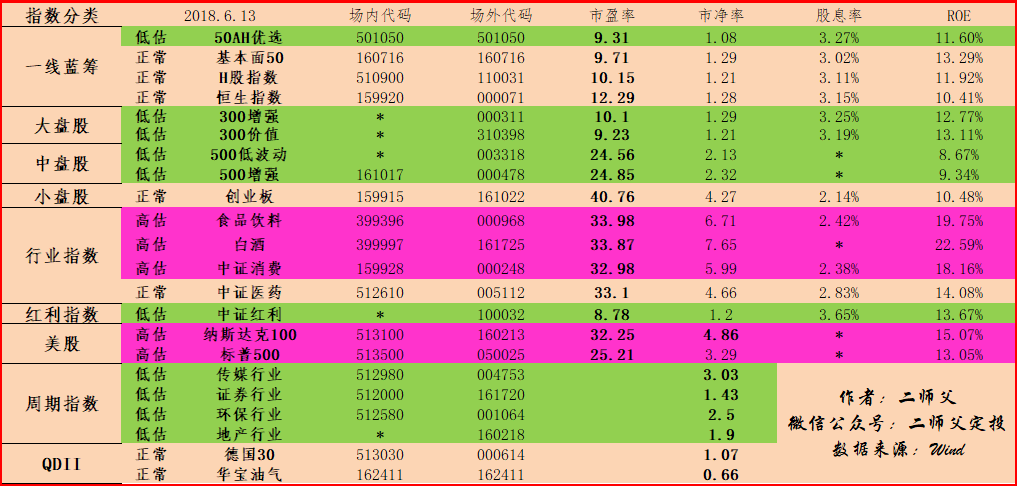 指数分类 2018.6.13 场内代码 场外代码 市盈率 市净率 股息率 ROE
一线蓝筹 低估 50AH优选 501050 501050 9.31 1.08 3.27% 11.60%
正常 基本面50 160716 160716 9.71 1.29 3.02% 13.29%
正常 H股指数 510900 110031 10.15 1.21 3.11% 11.92%
正常 恒生指数 159920 000071 12.29 1.28 3.15% 10.41%
大盘股 低估 300增强 * 000311 10.1 1.29 3.25% 12.77%
低估 300价值 * 310398 9.23 1.21 3.19% 13.11%
中盘股 低估 500低波动 * 003318 24.56 2.13 * 8.67%
低估 500增强 161017 000478 24.85 2.32 * 9.34%
小盘股 正常 创业板 159915 161022 40.76 4.27 2.14% 10.48%
行业指数 高估 食品饮料 399396 000968 33.98 6.71 2.42% 19.75%
高估 白酒 399997 161725 33.87 7.65 * 22.59%
高估 中证消费 159928 000248 32.98 5.99 2.38% 18.16%
正常 中证医药 512610 005112 33.1 4.66 2.83% 14.08%
红利指数 低估 中证红利 * 100032 8.78 1.2 3.65% 13.67%
美股 高估 纳斯达克100 513100 160213 32.25 4.86 * 15.07%
高估 标普500 513500 050025 25.21 3.29 * 13.05%
周期指数 低估 传媒行业 512980 004753 3.03
低估 证券行业 512000 161720 1.43
低估 环保行业 512580 001064 2.5
低估 地产行业 * 160218 1.9
QDII 正常 德国30 513030 000614 1.07
正常 华宝油气 162411 162411 0.66
作者：二师父
微信公众号：二师父定投
数据来源：Wind